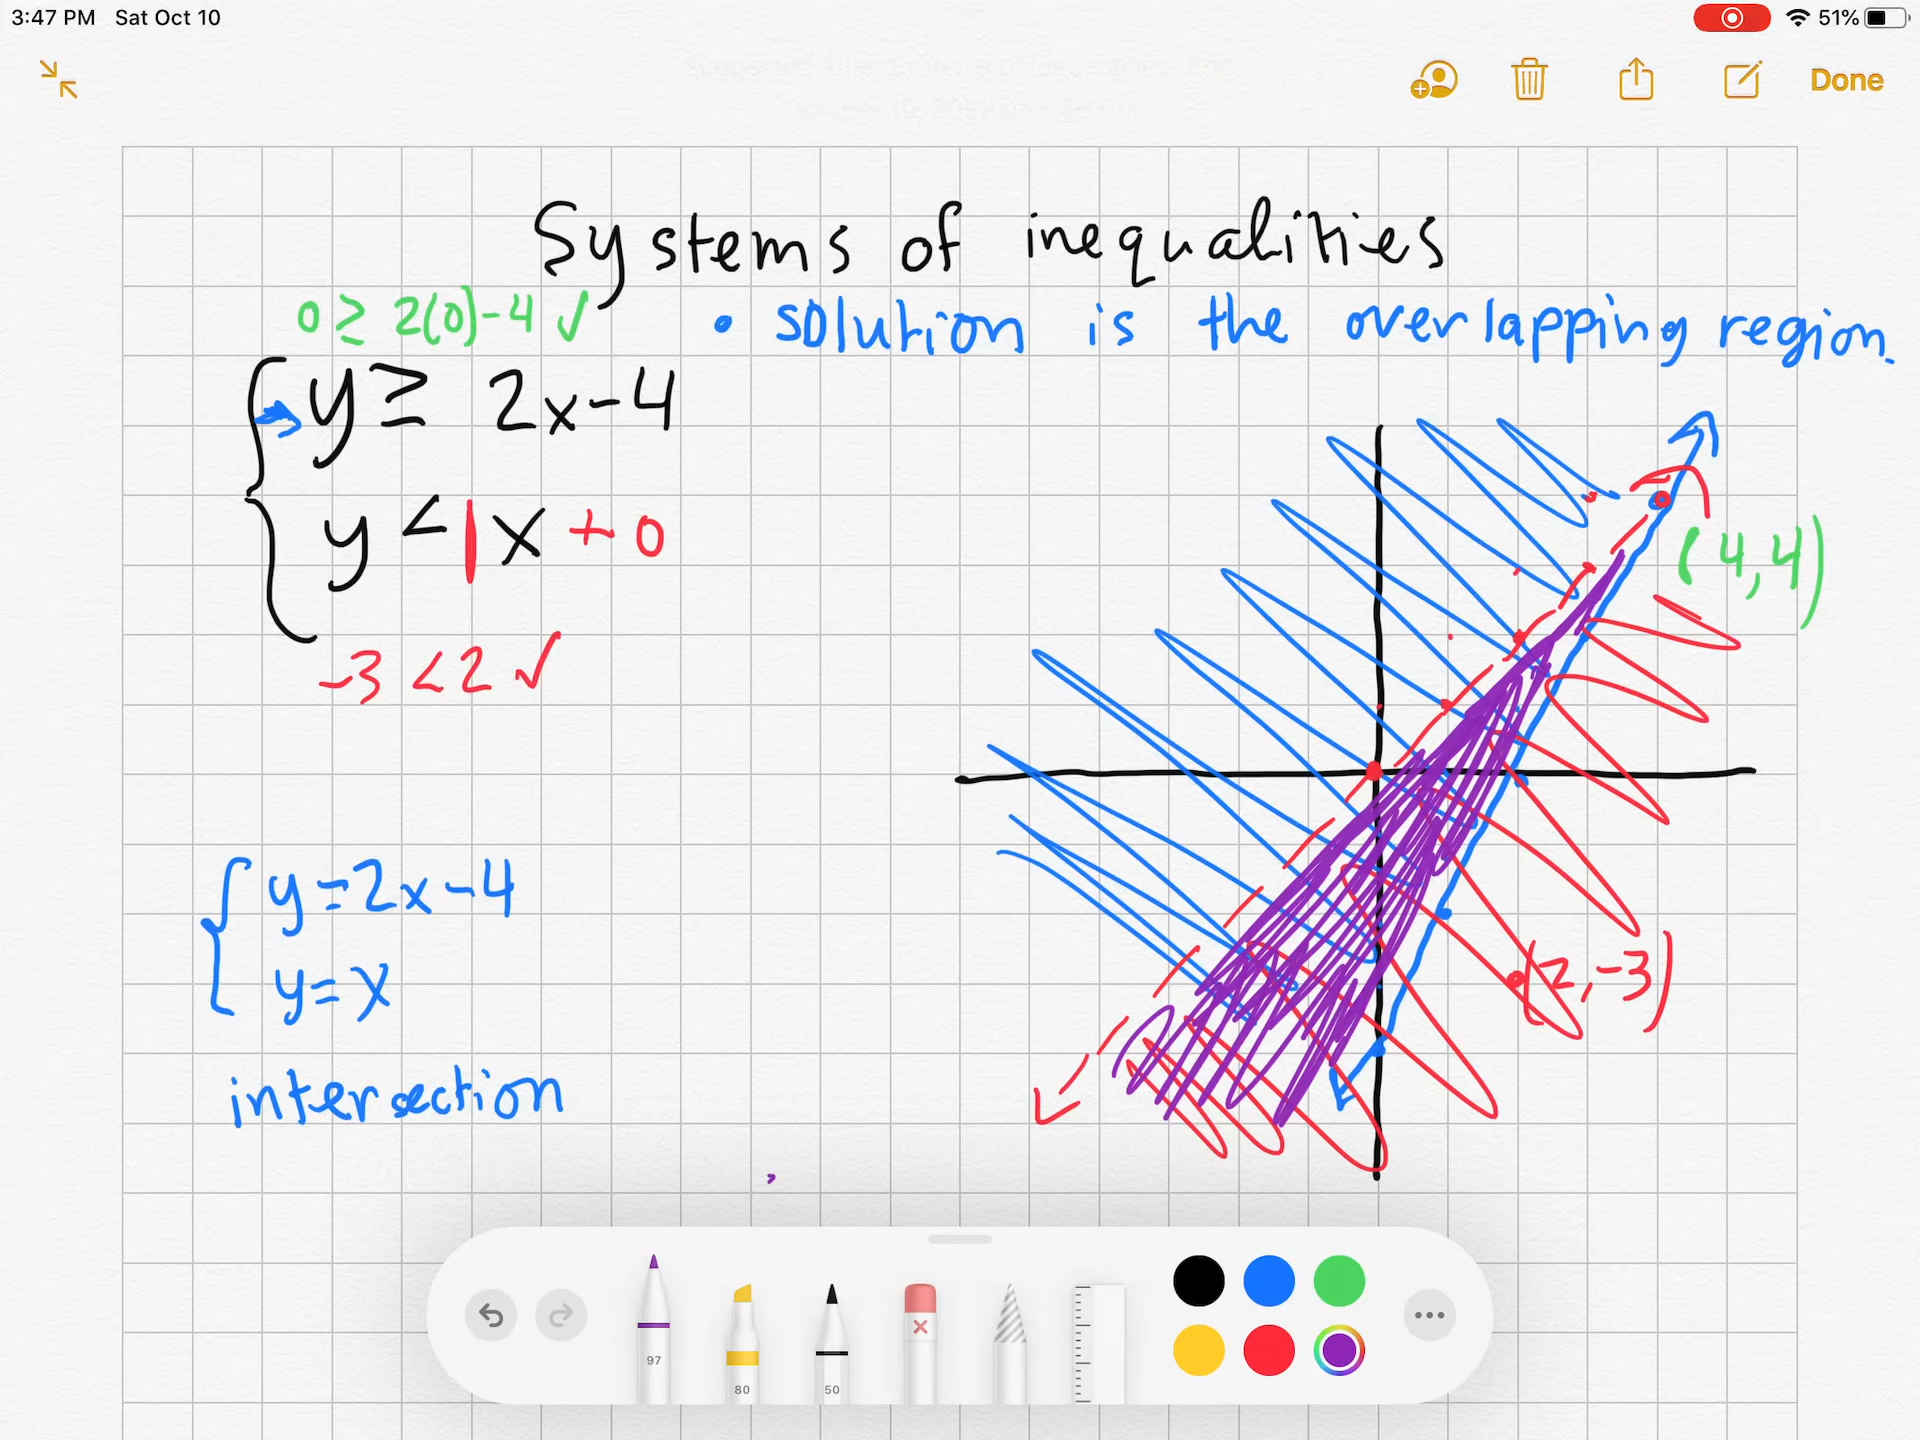 3:47 PM Sat Oct 10
51%
Done
Systems of inequalities
0 ≥ 2(0)-4 ✓
• solution is the overlapping region.
y ≥ 2x-4
y < 1x + 0
(4,4)
-3 < 2 ✓
y=2x-4
(2,-3)
y=x
intersection
97
80
50